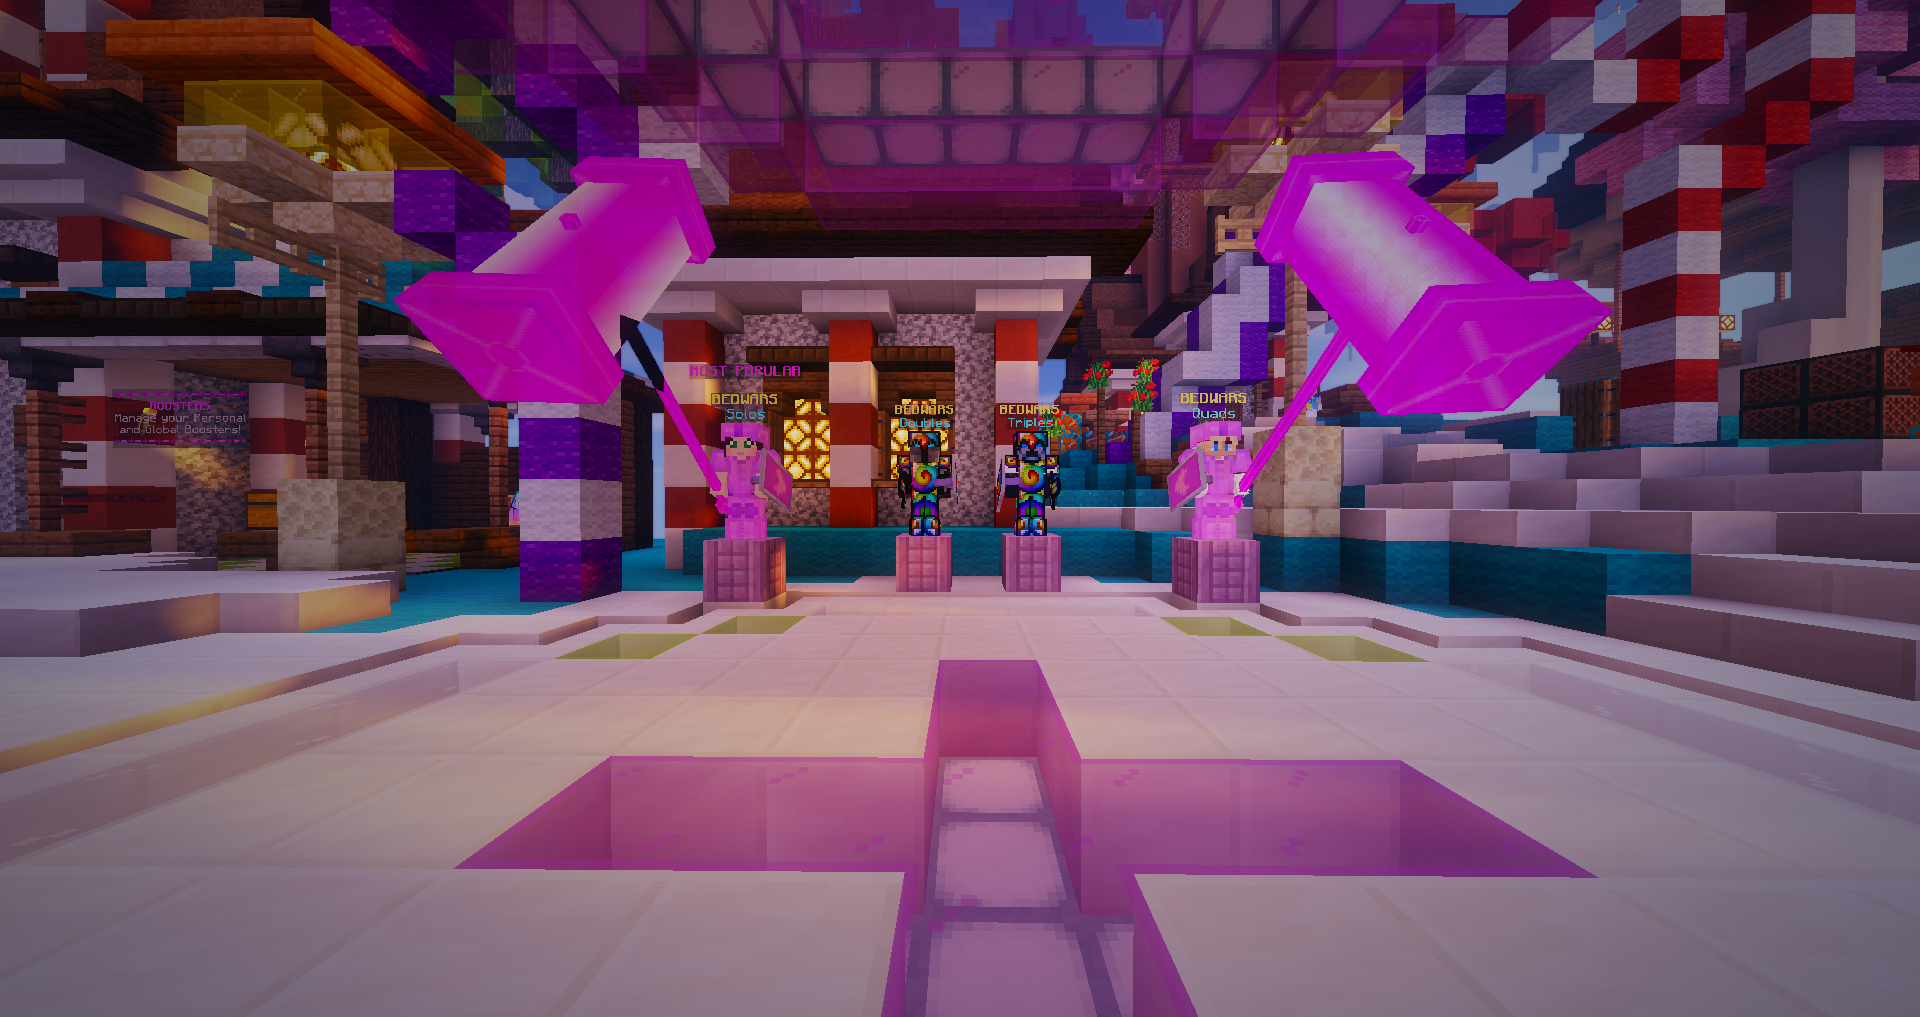 MOST POPULAR
BEDWARS
Solos
BEDWARS
Doubles
BEDWARS
Triples
BEDWARS
Quads
BOOSTERS
Manage your Personal
and Global Boosters!